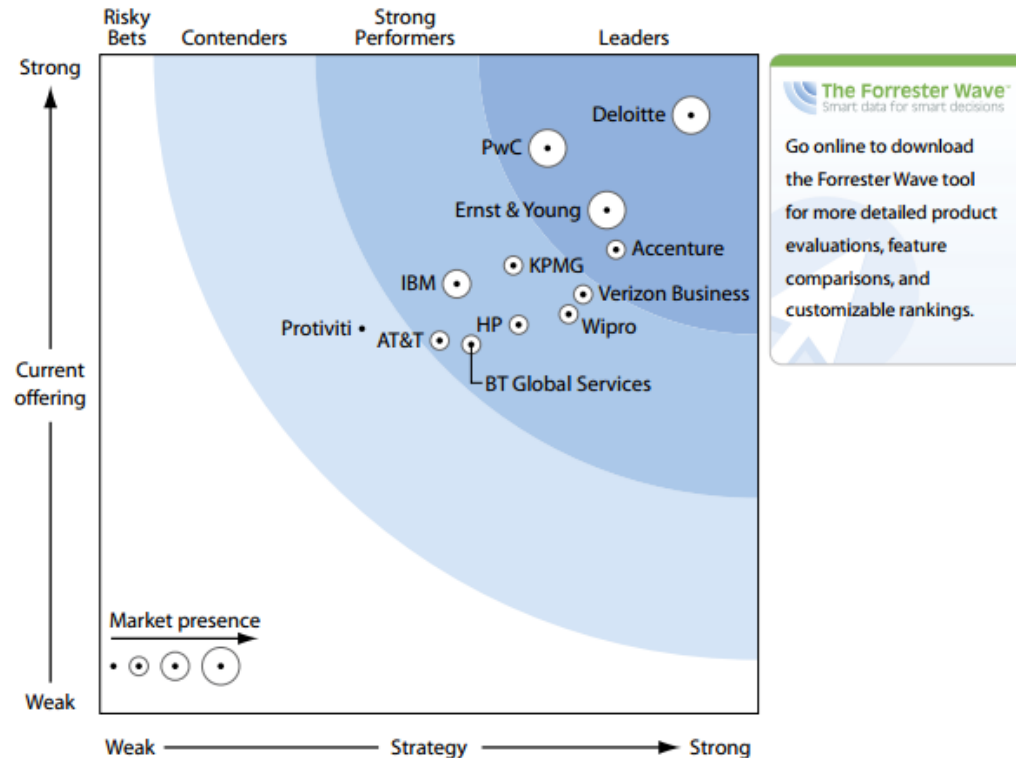 Risky
Bets
Contenders
Strong
Performers
Leaders
Strong
Current
offering
Weak
Deloitte
PwC
Ernst & Young
Accenture
KPMG
IBM
Verizon Business
HP
Wipro
Protiviti
AT&T
BT Global Services
Market presence
Weak
Strategy
Strong
The Forrester Wave™
Smart data for smart decisions
Go online to download
the Forrester Wave tool
for more detailed product
evaluations, feature
comparisons, and
customizable rankings.